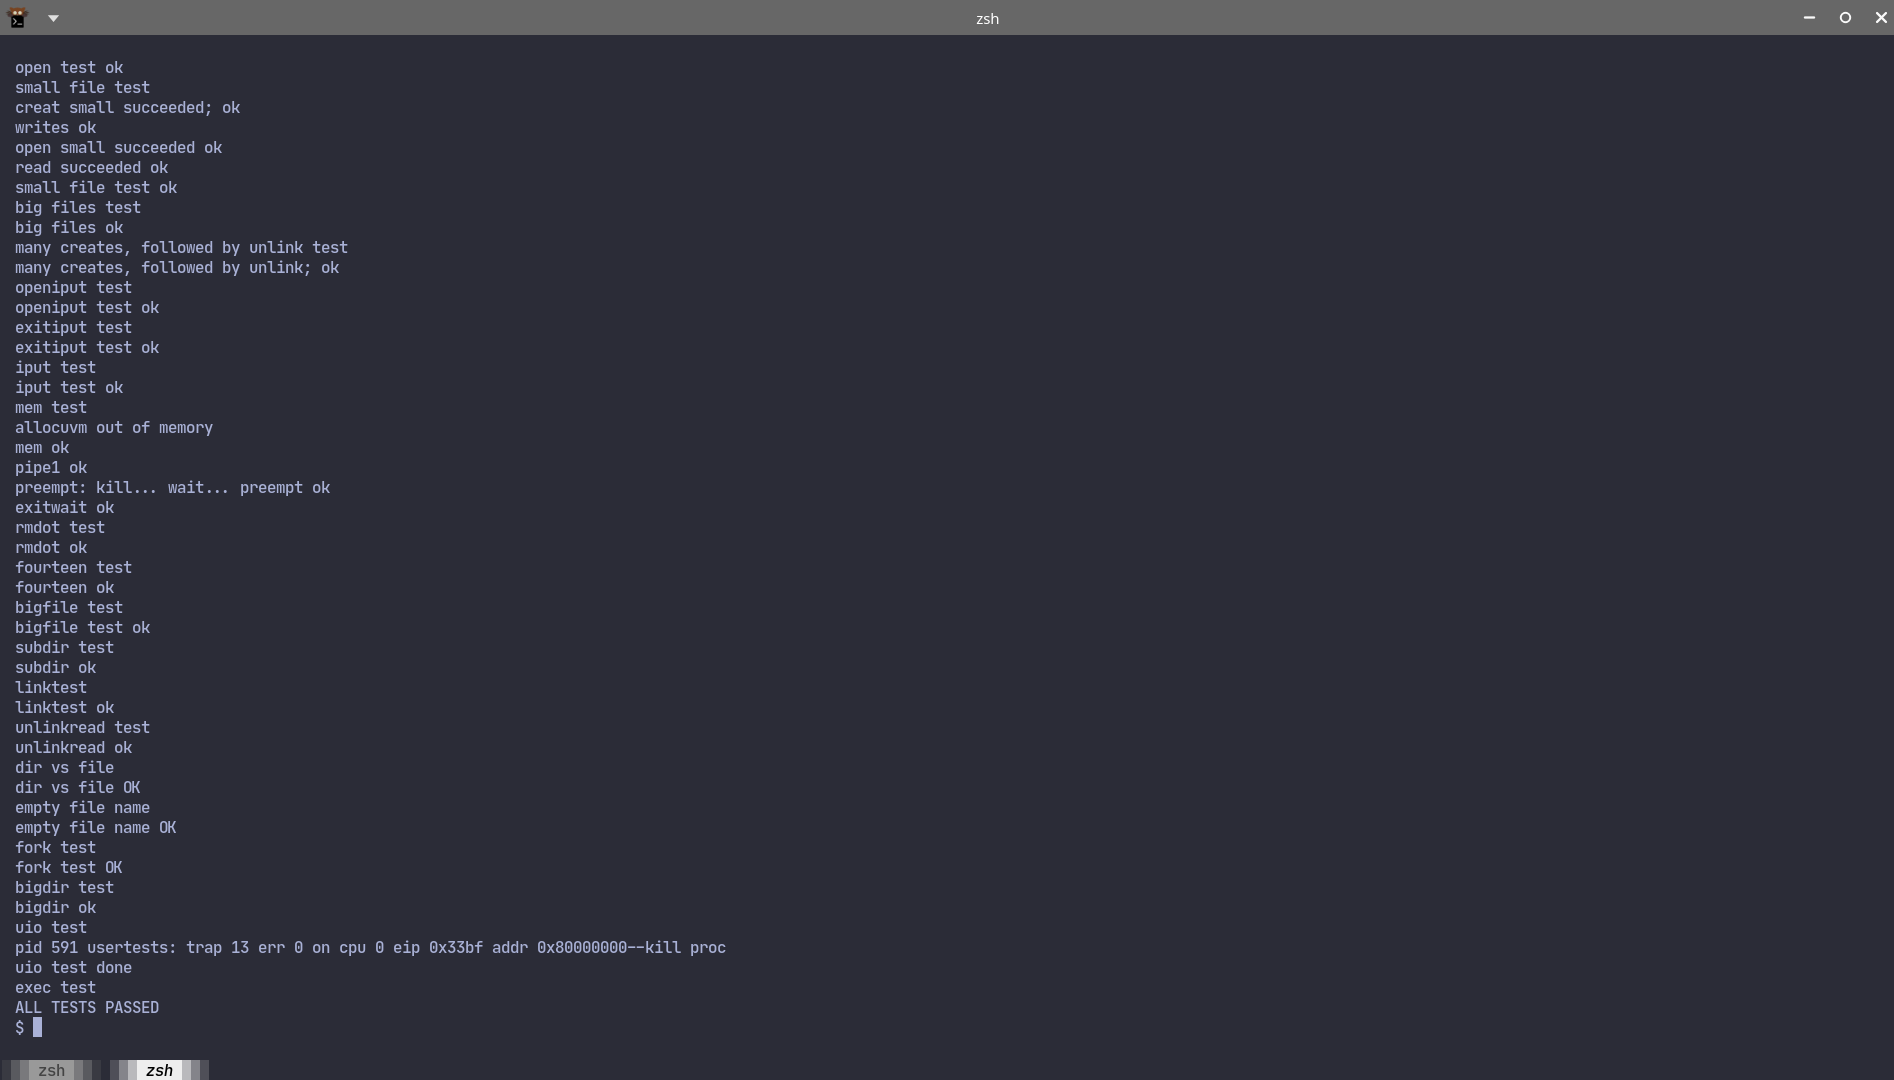 zsh
open test ok
small file test
creat small succeeded; ok
writes ok
open small succeeded ok
read succeeded ok
small file test ok
big files test
big files ok
many creates, followed by unlink test
many creates, followed by unlink; ok
openiput test
openiput test ok
exitiput test
exitiput test ok
iput test
iput test ok
mem test
allocuvm out of memory
mem ok
pipe1 ok
preempt: kill... wait... preempt ok
exitwait ok
rmdot test
rmdot ok
fourteen test
fourteen ok
bigfile test
bigfile test ok
subdir test
subdir ok
linktest
linktest ok
unlinkread test
unlinkread ok
dir vs file
dir vs file OK
empty file name
empty file name OK
fork test
fork test OK
bigdir test
bigdir ok
uio test
pid 591 usertests: trap 13 err 0 on cpu 0 eip 0x33bf addr 0x80000000--kill proc
uio test done
exec test
ALL TESTS PASSED
$
zsh zsh